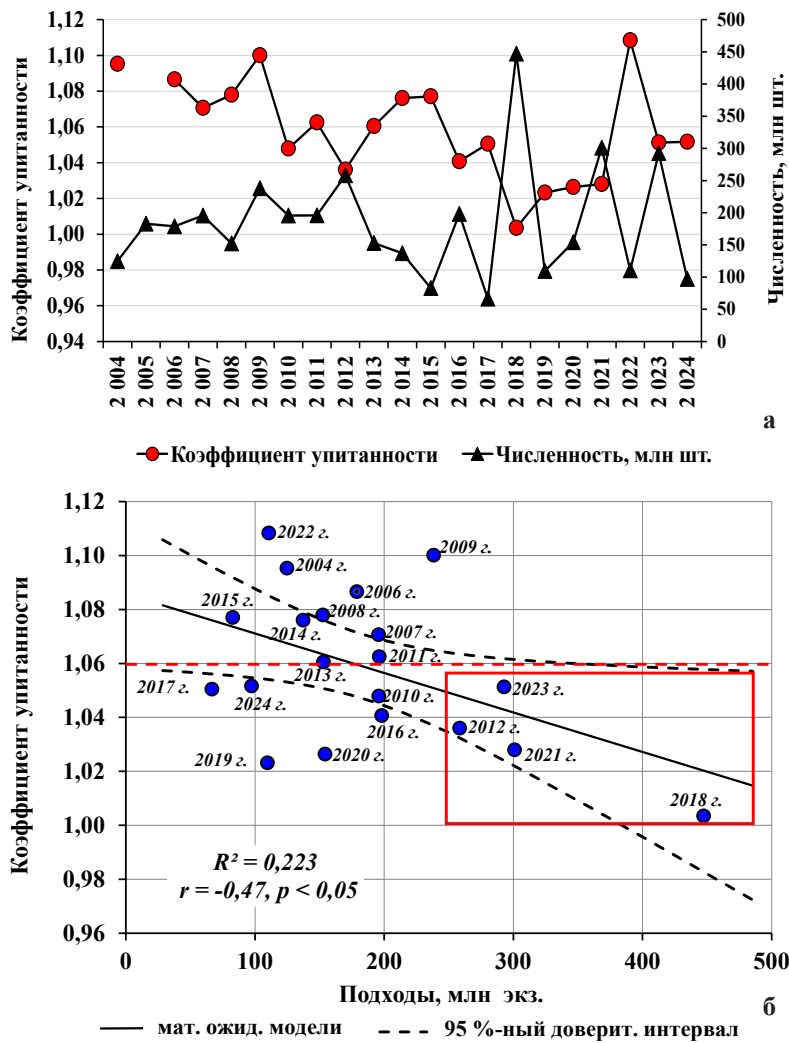 Коэффициент упитанности
1,12
1,10
1,08
1,06
1,04
1,02
1,00
0,98
0,96
0,94
500
450
400
350
300
250
200
150
100
50
0
Численность, млн шт.
2 004
2 005
2 006
2 007
2 008
2 009
2 010
2 011
2 012
2 013
2 014
2 015
2 016
2 017
2 018
2 019
2 020
2 021
2 022
2 023
2 024
а
Коэффициент упитанности
Численность, млн шт.
Коэффициент упитанности
1,12
1,10
1,08
1,06
1,04
1,02
1,00
0,98
0,96
2022 г.
2009 г.
2004 г.
2006 г.
2015 г.
2008 г.
2014 г.
2007 г.
2011 г.
2013 г.
2017 г.
2024 г.
2010 г.
2023 г.
2016 г.
2012 г.
2019 г.
2020 г.
2021 г.
2018 г.
R² = 0,223
r = -0,47, p < 0,05
0
100
200
300
400
500
Подходы, млн экз.
б
мат. ожид. модели
95 %-ный доверит. интервал